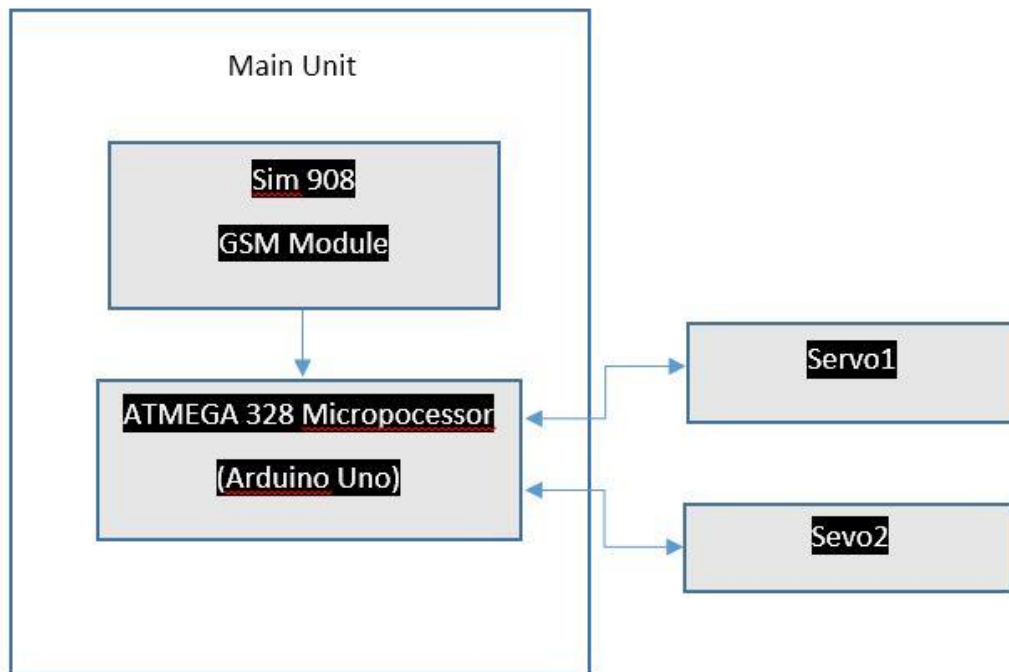 Main Unit
Sim 908
GSM Module
ATMEGA 328 Micropocessor
(Arduino Uno)
Servo1
Sevo2